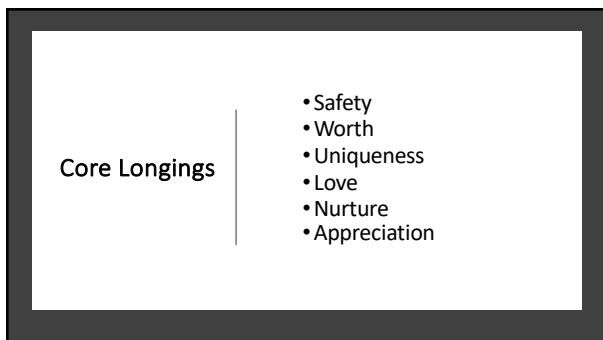 Core Longings
• Safety
• Worth
• Uniqueness
• Love
• Nurture
• Appreciation